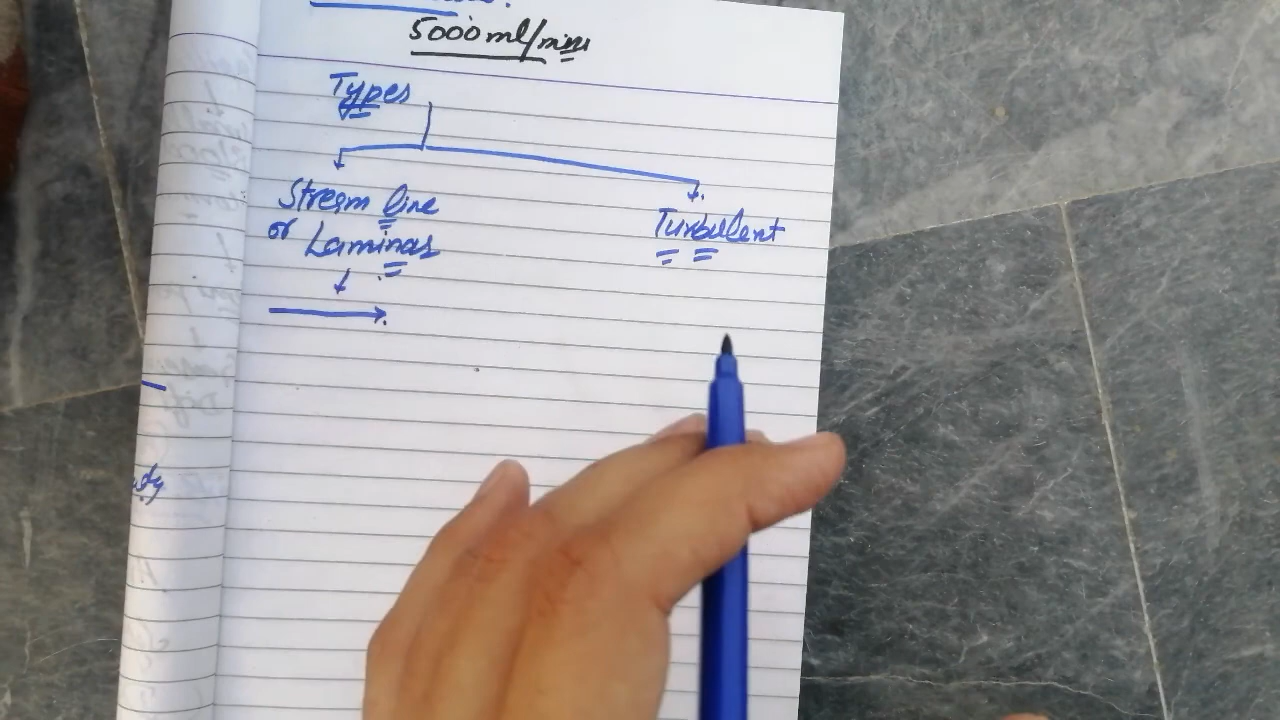 5000ml/min
Types
Stream line
or Laminar
Turbulent